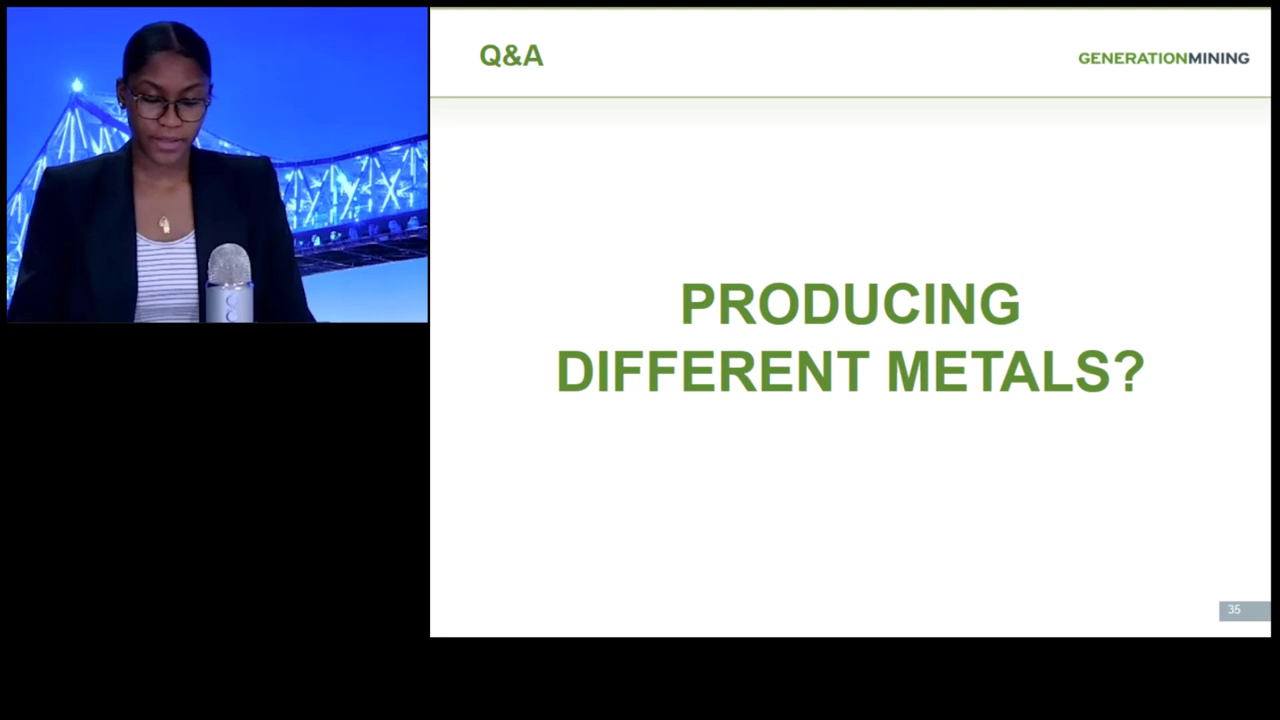 Q&A
GENERATIONMINING
PRODUCING
DIFFERENT METALS?
35